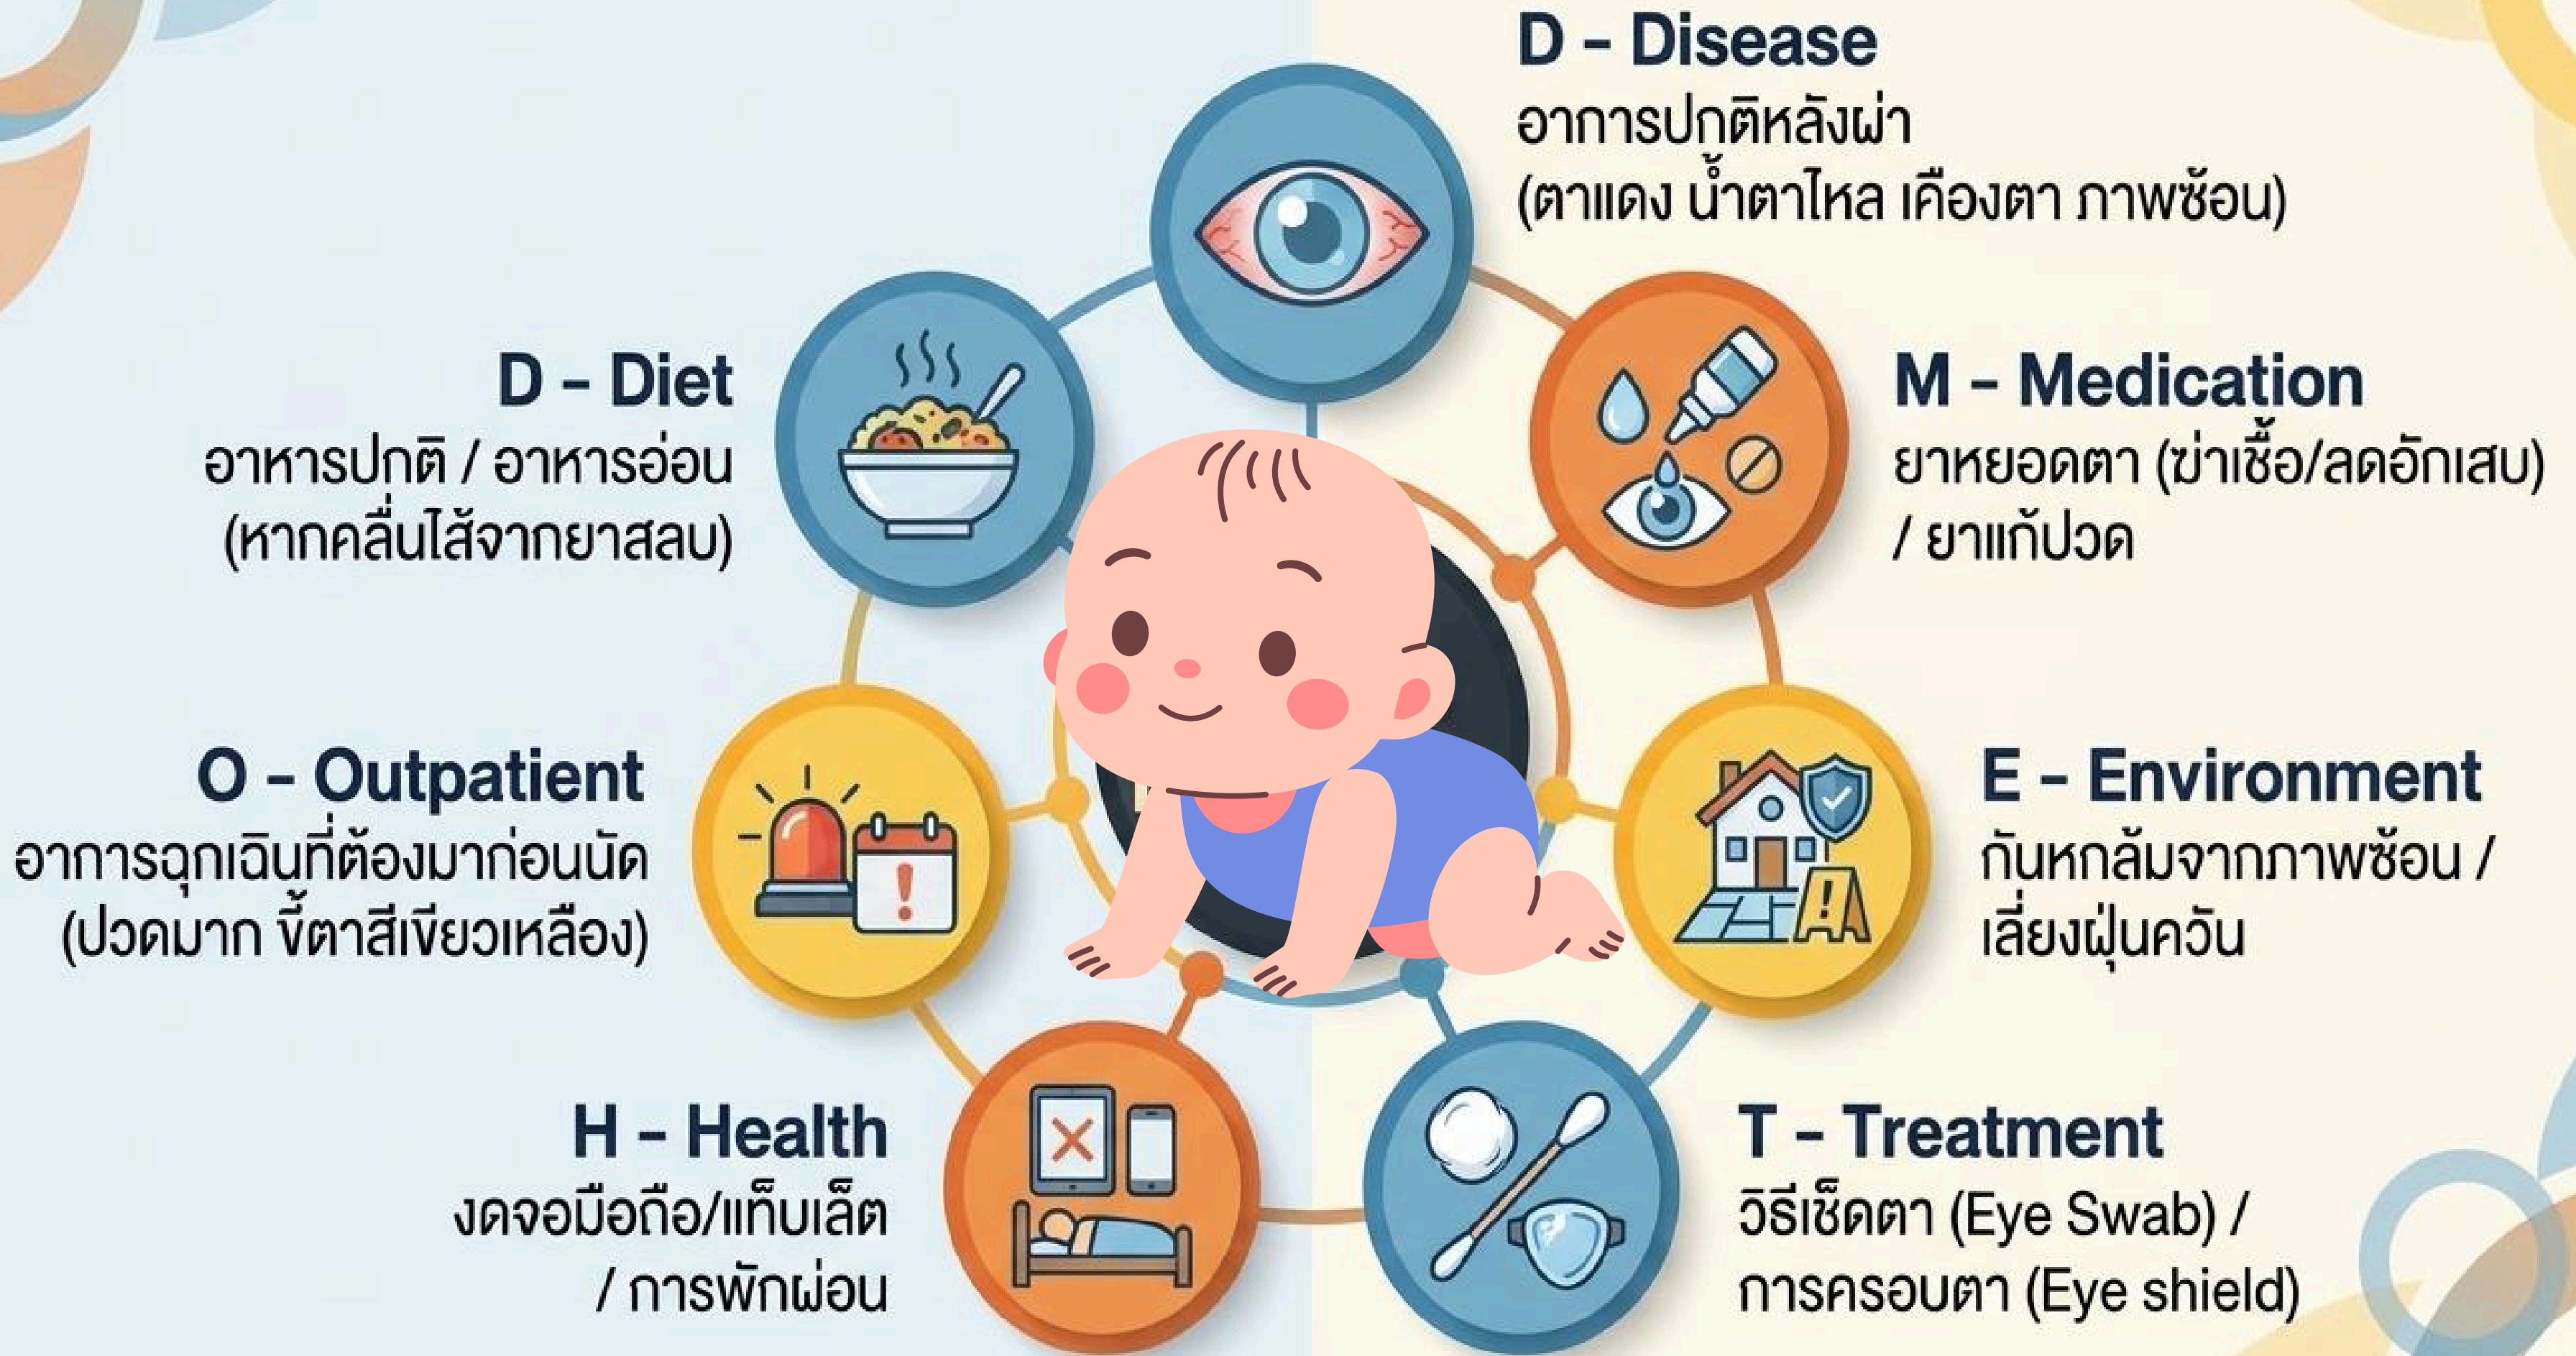 D – Disease
อาการปกติหลังผ่า
(ตาแดง น้ำตาไหล เคืองตา ภาพซ้อน)
M – Medication
ยาหยอดตา (ฆ่าเชื้อ/ลดอักเสบ)
/ ยาแก้ปวด
E – Environment
กันหกล้มจากภาพซ้อน /
เลี่ยงฝุ่นควัน
T – Treatment
วิธีเช็ดตา (Eye Swab) /
การครอบตา (Eye shield)
H – Health
งดจอมือถือ/แท็บเล็ต
/ การพักผ่อน
O – Outpatient
อาการฉุกเฉินที่ต้องมาก่อนนัด
(ปวดมาก ขี้ตาสีเขียวเหลือง)
D – Diet
อาหารปกติ / อาหารอ่อน
(หากคลื่นไส้จากยาสลบ)